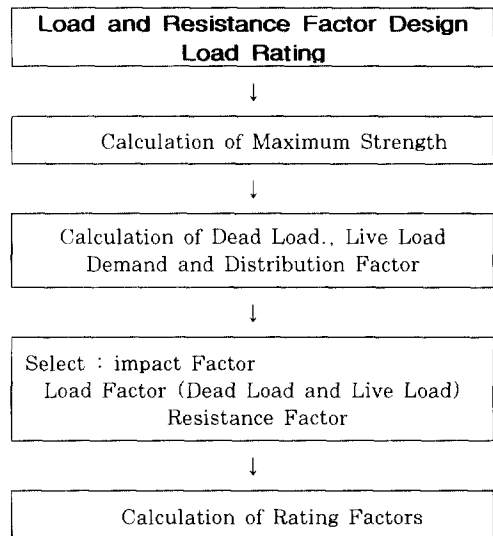 Load and Resistance Factor Design
Load Rating
↓
Calculation of Maximum Strength
↓
Calculation of Dead Load., Live Load
Demand and Distribution Factor
↓
Select : impact Factor
Load Factor (Dead Load and Live Load)
Resistance Factor
↓
Calculation of Rating Factors